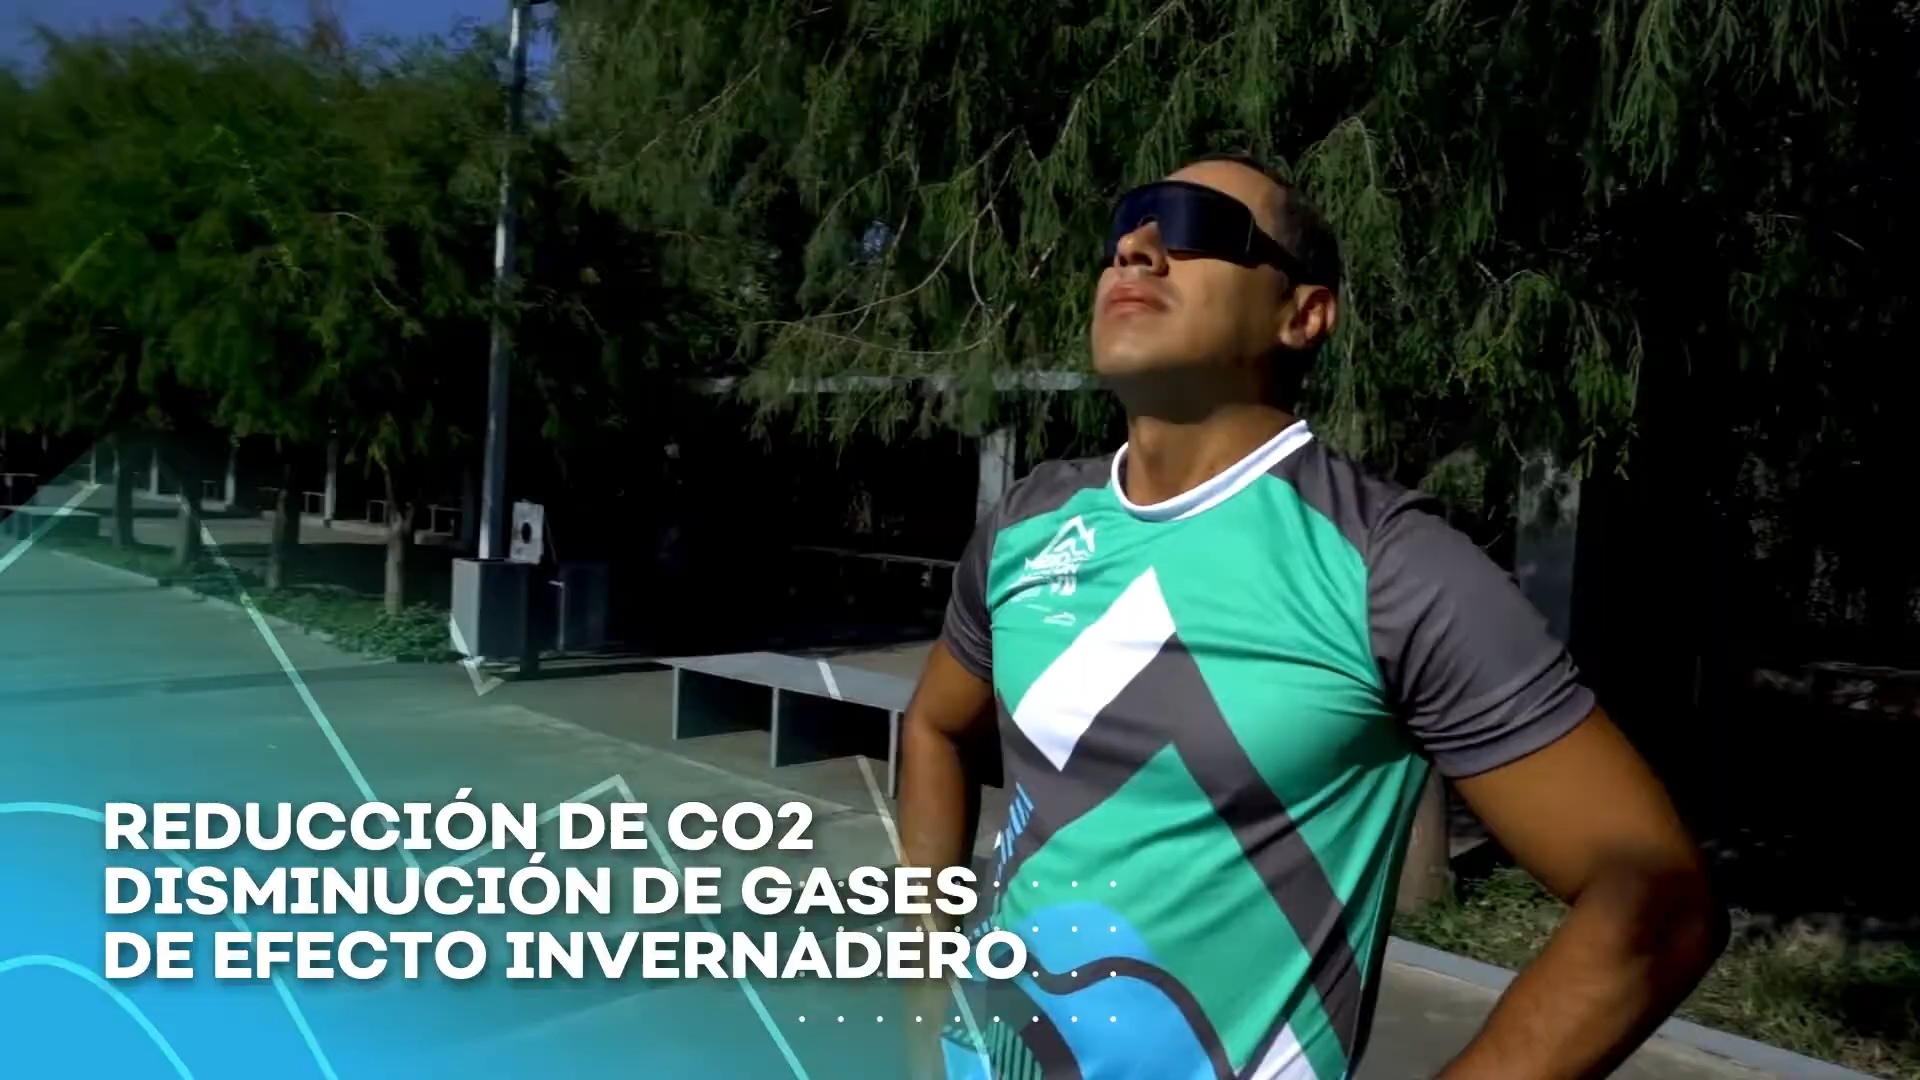 REDUCCIÓN DE CO2
DISMINUCIÓN DE GASES
DE EFECTO INVERNADERO